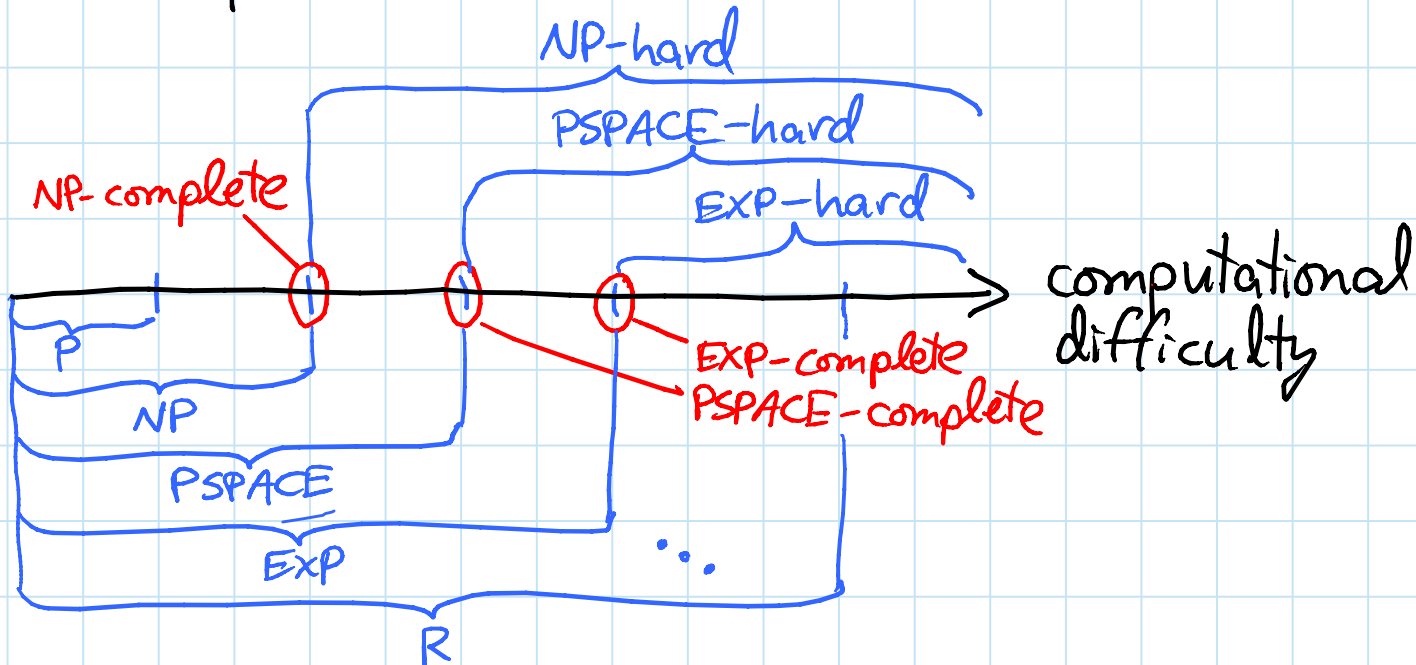 NP-hard
PSPACE-hard
NP-complete
EXP-hard
computational
difficulty
P
EXP-complete
NP
PSPACE-complete
PSPACE
EXP
R